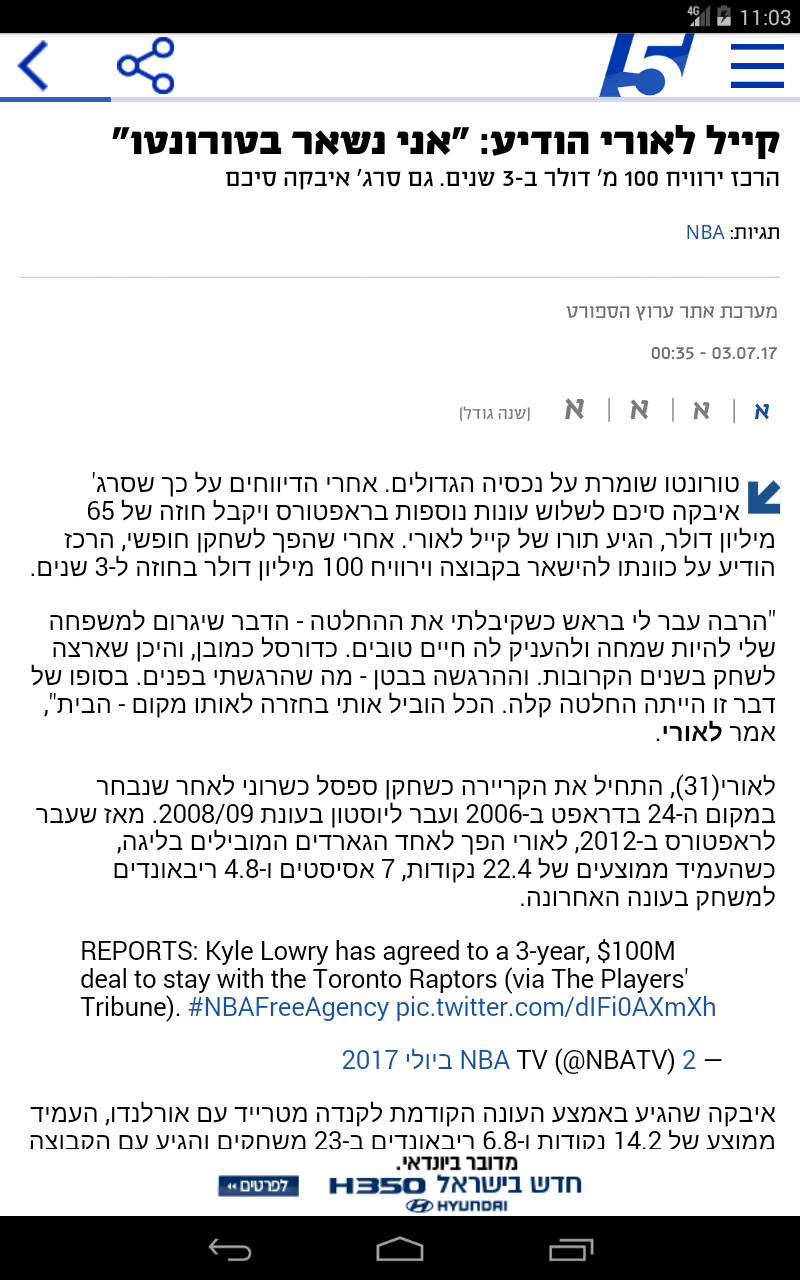 4G 11:03
5
קייל לאורי הודיע: "אני נשאר בטורונטו"
הרכז ירוויח 100 מ' דולר ב-3 שנים. גם סרג' איבקה סיכם
תגיות: NBA
מערכת אתר ערוץ הספורט
00:35 - 03.07.17
א | א | א | א (שנה גודל)
טורונטו שומרת על נכסיה הגדולים. אחרי הדיווחים על כך שסרג'
איבקה סיכם לשלוש עונות נוספות בראפטורס ויקבל חוזה של 65
מיליון דולר, הגיע תורו של קייל לאורי. אחרי שהפך לשחקן חופשי, הרכז
הודיע על כוונתו להישאר בקבוצה וירוויח 100 מיליון דולר בחוזה ל-3 שנים.
"הרבה עבר לי בראש כשקיבלתי את ההחלטה - הדבר שיגרום למשפחה
שלי להיות שמחה ולהעניק לה חיים טובים. כדורסל כמובן, והיכן שארצה
לשחק בשנים הקרובות. וההרגשה בבטן - מה שהרגשתי בפנים. בסופו של
דבר זו הייתה החלטה קלה. הכל הוביל אותי בחזרה לאותו מקום - הבית",
אמר לאורי.
לאורי(31), התחיל את הקריירה כשחקן ספסל כשרוני לאחר שנבחר
במקום ה-24 בדראפט ב-2006 ועבר ליוסטון בעונת 2008/09. מאז שעבר
לראפטורס ב-2012, לאורי הפך לאחד הגארדים המובילים בליגה,
כשהעמיד ממוצעים של 22.4 נקודות, 7 אסיסטים ו-4.8 ריבאונדים
למשחק בעונה האחרונה.
REPORTS: Kyle Lowry has agreed to a 3-year, $100M
deal to stay with the Toronto Raptors (via The Players'
Tribune). #NBAFreeAgency pic.twitter.com/dIFi0AXmXh
— NBA TV (@NBATV) 2 ביולי 2017
איבקה שהגיע באמצע העונה הקודמת לקנדה מטרייד עם אורלנדו, העמיד
ממוצע של 14.2 נקודות ו-6.8 ריבאונדים ב-23 משחקים והגיע עם הקבוצה
מדובר ביונדאי.
חדש בישראל H350 לפרטים >>
HYUNDAI